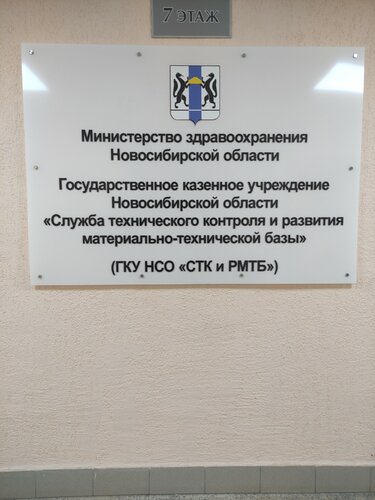 7 ЭТАЖ
Министерство здравоохранения
Новосибирской области
Государственное казенное учреждение
Новосибирской области
«Служба технического контроля и развития
материально-технической базы»
(ГКУ НСО «СТК и РМТБ»)